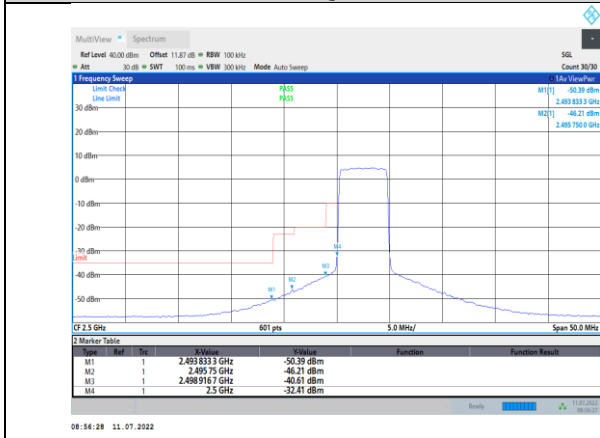 MultiView Spectrum
Ref Level 40.00 dBm Offset 11.87 dB RBW 100 kHz SGL
Att 30 dB SWT 100 ms VBW 300 kHz Mode Auto Sweep Count 30/30
1 Frequency Sweep 1Av ViewPwr
Limit Check PASS M1[1] -50.39 dBm
Line Limit PASS 2.493 833 3 GHz
M2[1] -46.21 dBm
2.495 750 0 GHz
30 dBm
20 dBm
10 dBm
0 dBm
-10 dBm
-20 dBm
-30 dBm
Limit
-40 dBm
-50 dBm
M1
M2
M3
M4
CF 2.5 GHz 601 pts 5.0 MHz/ Span 50.0 MHz
2 Marker Table
Type Ref Trc X-Value Y-Value Function Function Result
M1 1 2.493 833 3 GHz -50.39 dBm
M2 1 2.495 75 GHz -46.21 dBm
M3 1 2.498 916 7 GHz -40.61 dBm
M4 1 2.5 GHz -32.41 dBm
Ready 11.07.2022
08:56:27
08:56:28 11.07.2022